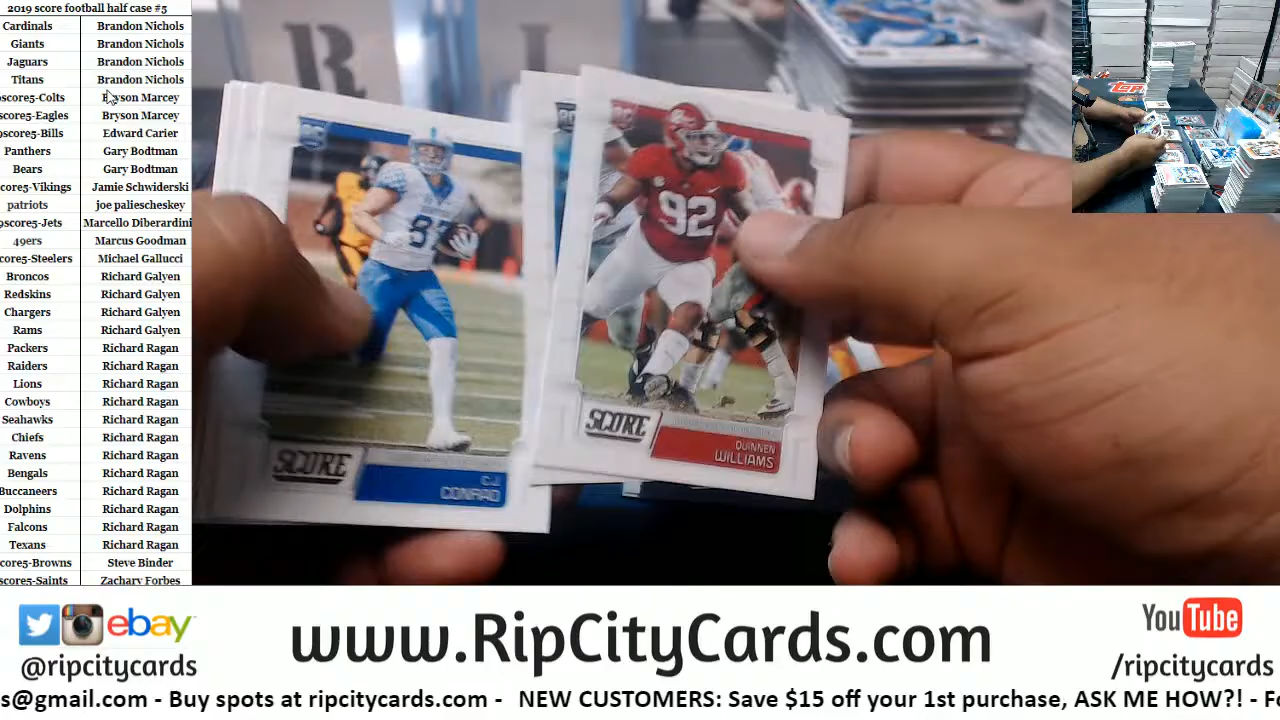 2019 score football half case #5
Cardinals Brandon Nichols
Giants Brandon Nichols
Jaguars Brandon Nichols
Titans Brandon Nichols
score5-Colts Bryson Marcey
score5-Eagles Bryson Marcey
score5-Bills Edward Carier
Panthers Gary Bodtman
Bears Gary Bodtman
core5-Vikings Jamie Schwiderski
patriots joe paliescheskey
9score5-Jets Marcello Diberardini
49ers Marcus Goodman
core5-Steelers Michael Gallucci
Broncos Richard Galyen
Redskins Richard Galyen
Chargers Richard Galyen
Rams Richard Galyen
Packers Richard Ragan
Raiders Richard Ragan
Lions Richard Ragan
Cowboys Richard Ragan
Seahawks Richard Ragan
Chiefs Richard Ragan
Ravens Richard Ragan
Bengals Richard Ragan
Buccaneers Richard Ragan
Dolphins Richard Ragan
Falcons Richard Ragan
Texans Richard Ragan
core5-Browns Steve Binder
score5-Saints Zachary Forbes
R I
RC
92
SCORE
QUINNEN
WILLIAMS
SCORE
C.J.
CONRAD
ebay
@ripcitycards
www.RipCityCards.com
YouTube
/ripcitycards
s@gmail.com - Buy spots at ripcitycards.com - NEW CUSTOMERS: Save $15 off your 1st purchase, ASK ME HOW?! - Fo